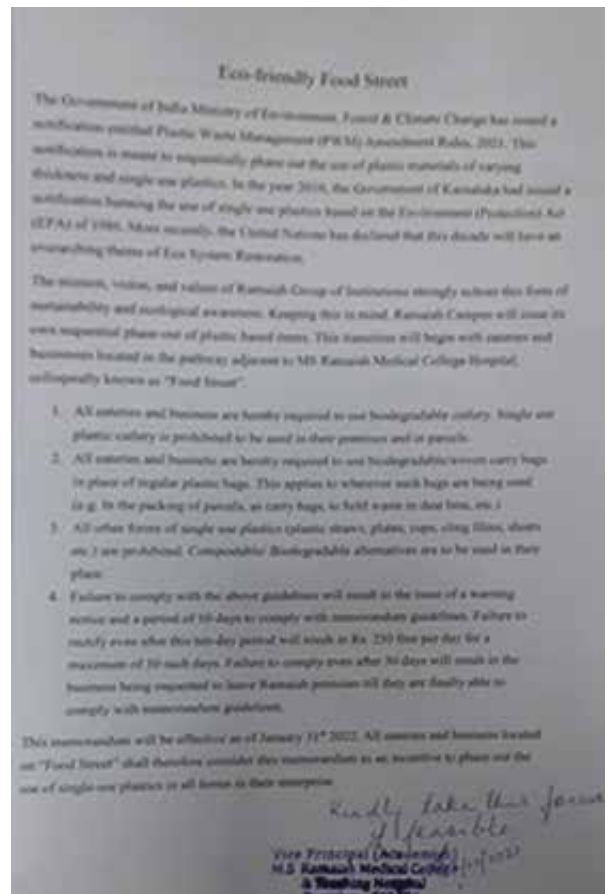 Eco-friendly Food Street
The Government of India Ministry of Environment, Forest & Climate Change has issued a
notification entitled Plastic Waste Management (PWM) Amendment Rules, 2021. This
notification is meant to sequentially phase out the use of plastic materials of varying
thickness and single use plastics. In the year 2016, the Government of Karnataka had issued a
notification banning the use of single use plastics based on the Environment (Protection) Act
(EPA) of 1986. More recently, the United Nations has declared that this decade will have an
overarching theme of Eco System Restoration.
The mission, vision, and values of Ramaiah Group of Institutions strongly echoes this form of
sustainability and ecological awareness. Keeping this in mind, Ramaiah Campus will issue its
own sequential phase-out of plastic based items. This transition will begin with eateries and
businesses located in the pathway adjacent to MS Ramaiah Medical College Hospital,
colloquially known as "Food Street".
1. All eateries and business are hereby required to use biodegradable cutlery. Single use
plastic cutlery is prohibited to be used in their premises and in parcels.
2. All eateries and business are hereby required to use biodegradable/woven carry bags
in place of regular plastic bags. This applies to wherever such bags are being used
(e.g. In the packing of parcels, as carry bags, to hold waste in dust bins, etc.)
3. All other forms of single use plastics (plastic straws, plates, cups, cling films, sheets
etc.) are prohibited. Compostable/ Biodegradable alternatives are to be used in their
place.
4. Failure to comply with the above guidelines will result in the issue of a warning
notice and a period of 10 days to comply with memorandum guidelines. Failure to
rectify even after this ten-day period will result in Rs. 250 fine per day for a
maximum of 30 such days. Failure to comply even after 30 days will result in the
business being requested to leave Ramaiah premises till they are finally able to
comply with memorandum guidelines.
This memorandum will be effective as of January 31st 2022. All eateries and business located
on "Food Street" shall therefore consider this memorandum as an incentive to phase out the
use of single-use plastics in all forms in their enterprise.
Kindly take this forward
if feasible
Vice Principal (Academics)
M.S Ramaiah Medical College
& Teaching Hospital